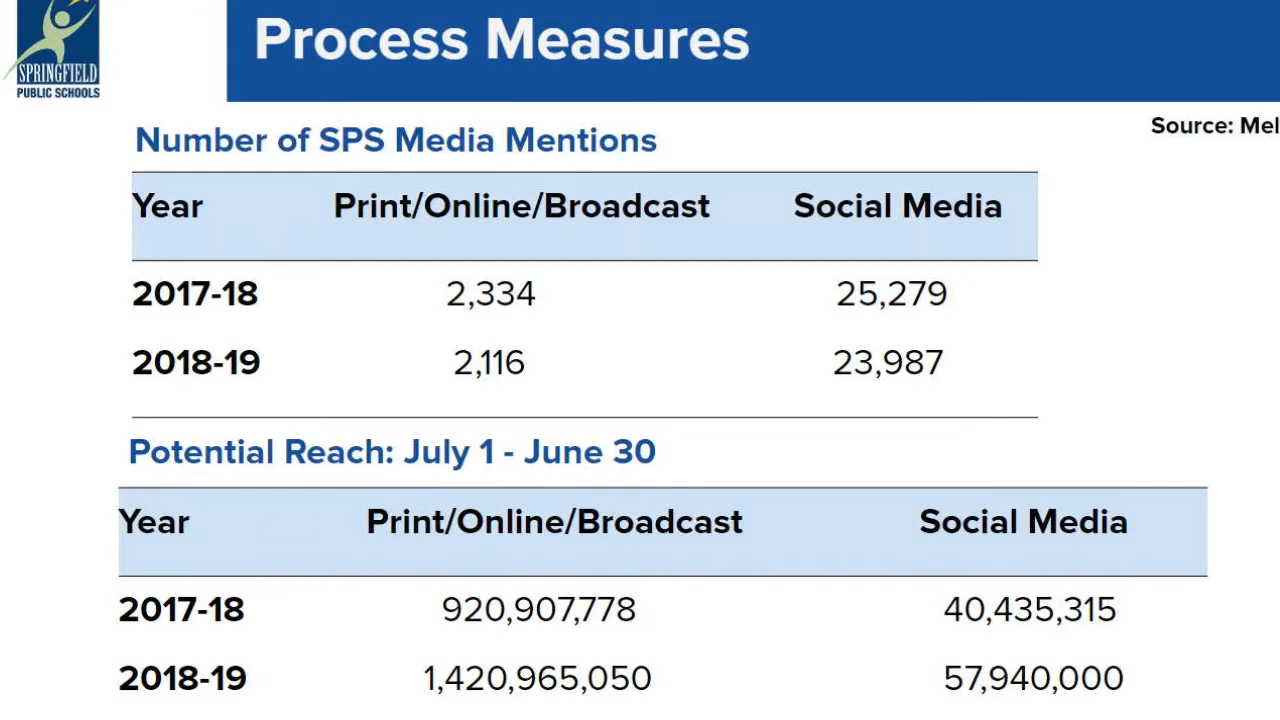 SPRINGFIELD
PUBLIC SCHOOLS
Process Measures
Number of SPS Media Mentions
Source: Mel
Year Print/Online/Broadcast Social Media
2017-18 2,334 25,279
2018-19 2,116 23,987
Potential Reach: July 1 - June 30
Year Print/Online/Broadcast Social Media
2017-18 920,907,778 40,435,315
2018-19 1,420,965,050 57,940,000